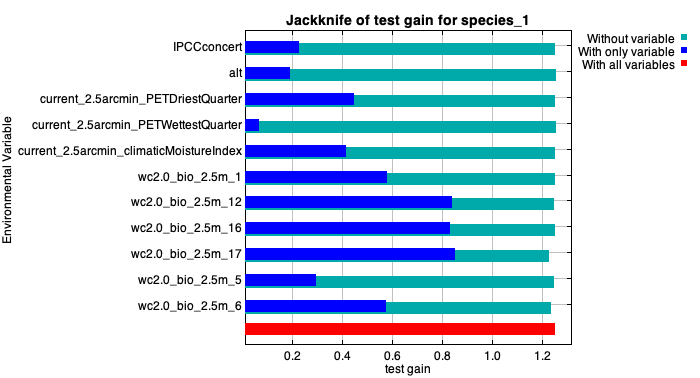 Jackknife of test gain for species_1
Without variable
With only variable
With all variables
Environmental Variable
IPCCconcert
alt
current_2.5arcmin_PETDriestQuarter
current_2.5arcmin_PETWettestQuarter
current_2.5arcmin_climaticMoistureIndex
wc2.0_bio_2.5m_1
wc2.0_bio_2.5m_12
wc2.0_bio_2.5m_16
wc2.0_bio_2.5m_17
wc2.0_bio_2.5m_5
wc2.0_bio_2.5m_6
0.2 0.4 0.6 0.8 1.0 1.2
test gain